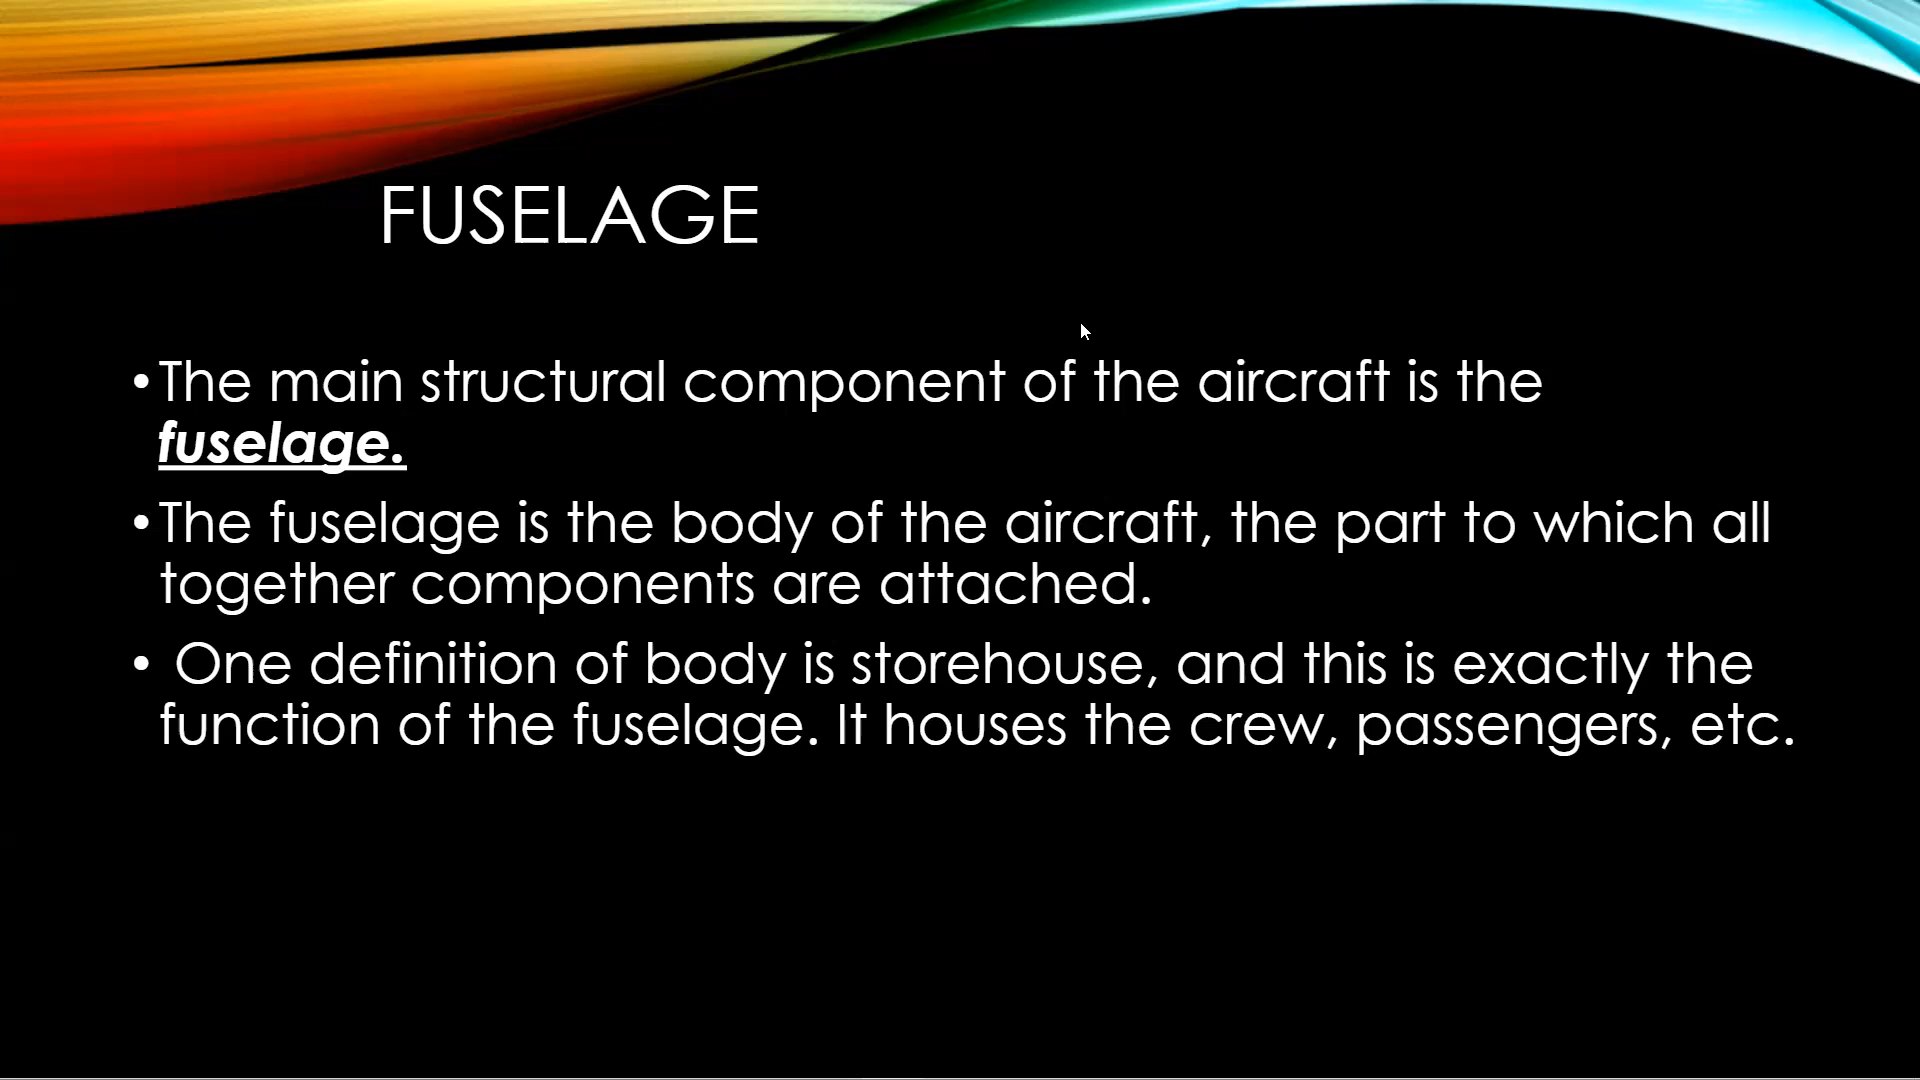 FUSELAGE
•The main structural component of the aircraft is the
fuselage.
•The fuselage is the body of the aircraft, the part to which all
together components are attached.
• One definition of body is storehouse, and this is exactly the
function of the fuselage. It houses the crew, passengers, etc.